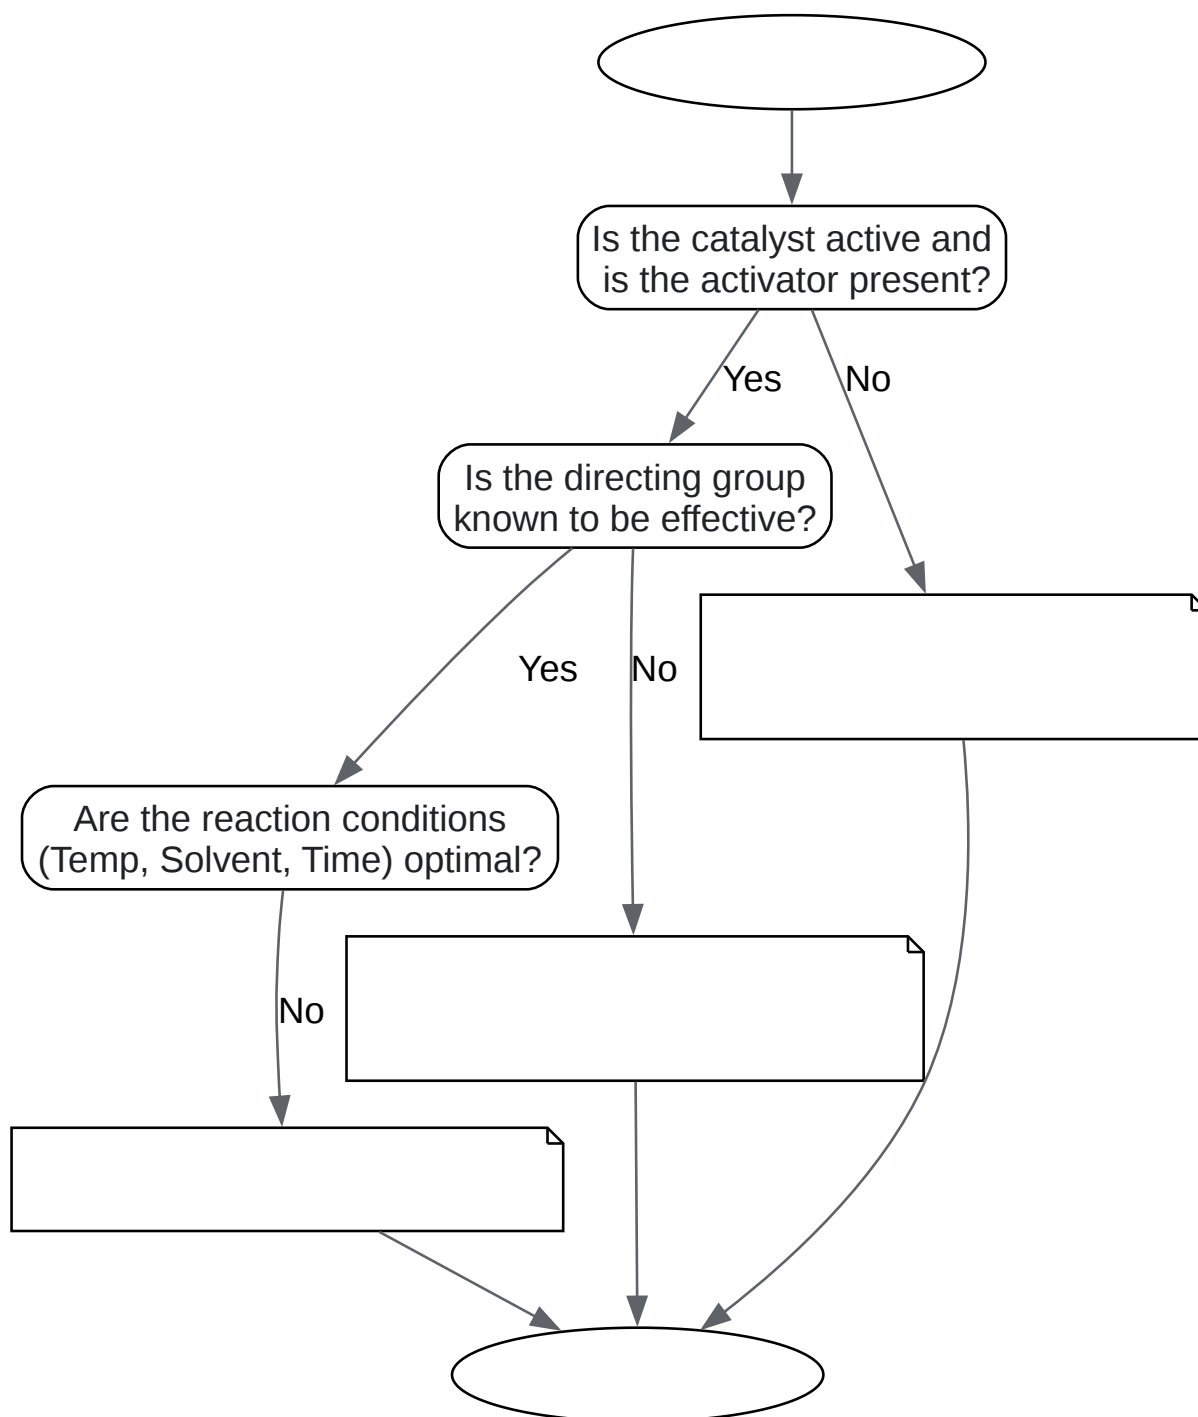 Is the catalyst active and
is the activator present?
Yes
No
Is the directing group
known to be effective?
Yes
No
Are the reaction conditions
(Temp, Solvent, Time) optimal?
No